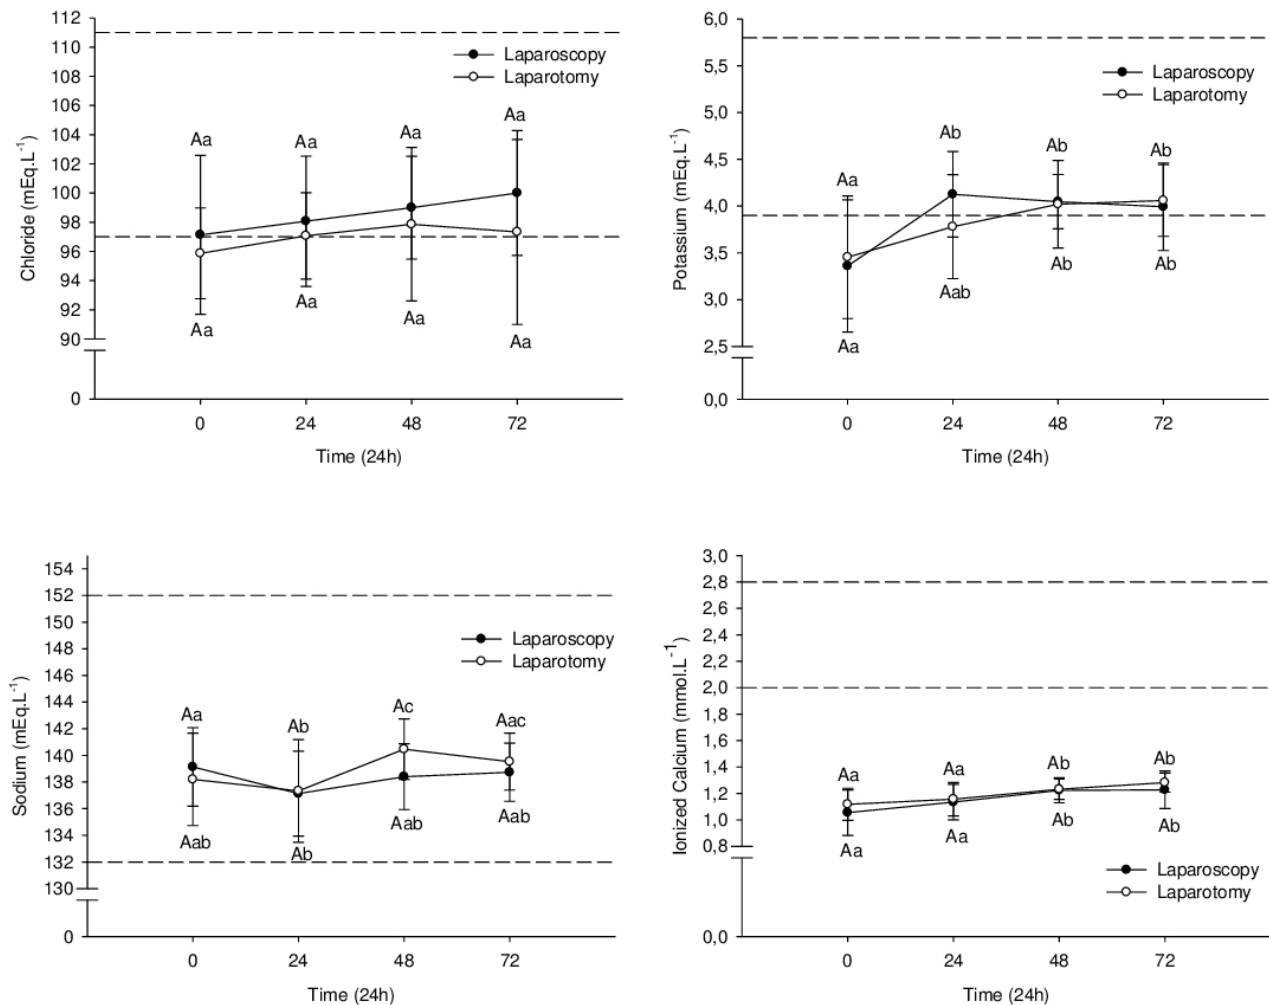 112
110
108
106
104
102
100
98
96
94
92
90
0
Chloride (mEq.L-1)
Laparoscopy
Laparotomy
Aa
Aa
Aa
Aa
Aa
Aa
Aa
Aa
0 24 48 72
Time (24h)
6,0
5,5
5,0
4,5
4,0
3,5
3,0
2,5
0,0
Potassium (mEq.L-1)
Laparoscopy
Laparotomy
Aa
Ab
Ab
Ab
Aa
Aab
Ab
Ab
0 24 48 72
Time (24h)
154
152
150
148
146
144
142
140
138
136
134
132
130
0
Sodium (mEq.L-1)
Laparoscopy
Laparotomy
Aa
Ab
Ac
Aac
Aab
Ab
Aab
Aab
0 24 48 72
Time (24h)
3,0
2,8
2,6
2,4
2,2
2,0
1,8
1,6
1,4
1,2
1,0
0,8
0,0
Ionized Calcium (mmol.L-1)
Aa
Aa
Ab
Ab
Aa
Aa
Ab
Ab
Laparoscopy
Laparotomy
0 24 48 72
Time (24h)